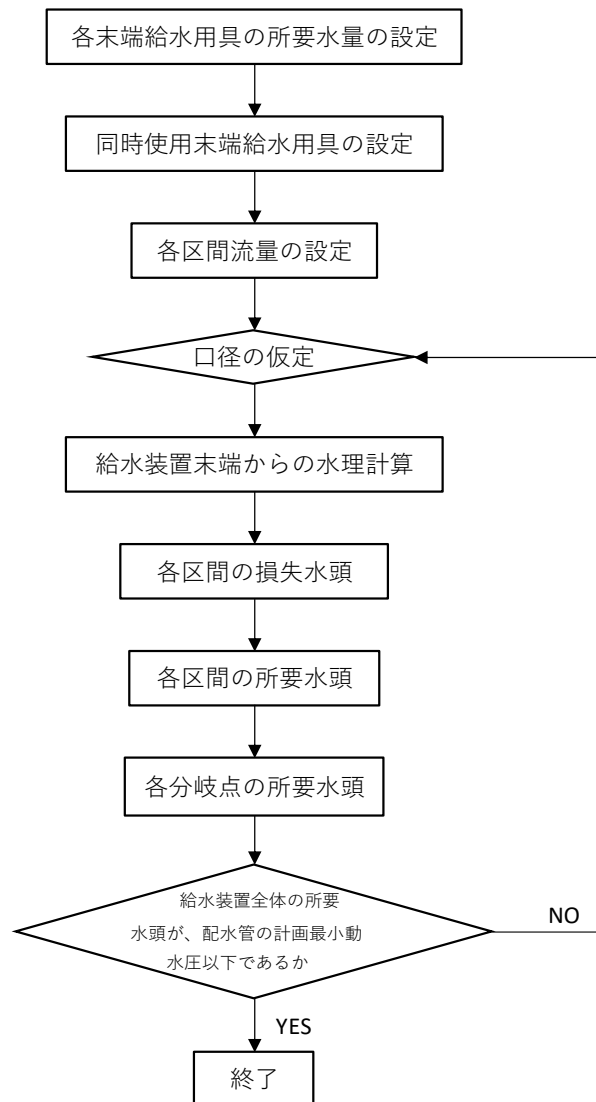 各末端給水用具の所要水量の設定
同時使用末端給水用具の設定
各区間流量の設定
口径の仮定
給水装置末端からの水理計算
各区間の損失水頭
各区間の所要水頭
各分岐点の所要水頭
給水装置全体の所要
水頭が、配水管の計画最小動
水圧以下であるか
NO
YES
終了